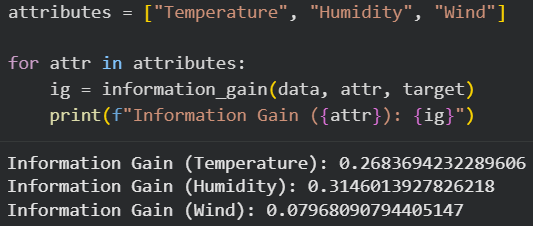 attributes = ["Temperature", "Humidity", "Wind"]
for attr in attributes:
    ig = information_gain(data, attr, target)
    print(f"Information Gain ({attr}): {ig}")
Information Gain (Temperature): 0.2683694232289606
Information Gain (Humidity): 0.3146013927826218
Information Gain (Wind): 0.07968090794405147